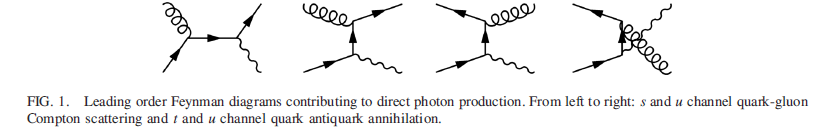 FIG. 1. Leading order Feynman diagrams contributing to direct photon production. From left to right: s and u channel quark-gluon
Compton scattering and t and u channel quark antiquark annihilation.